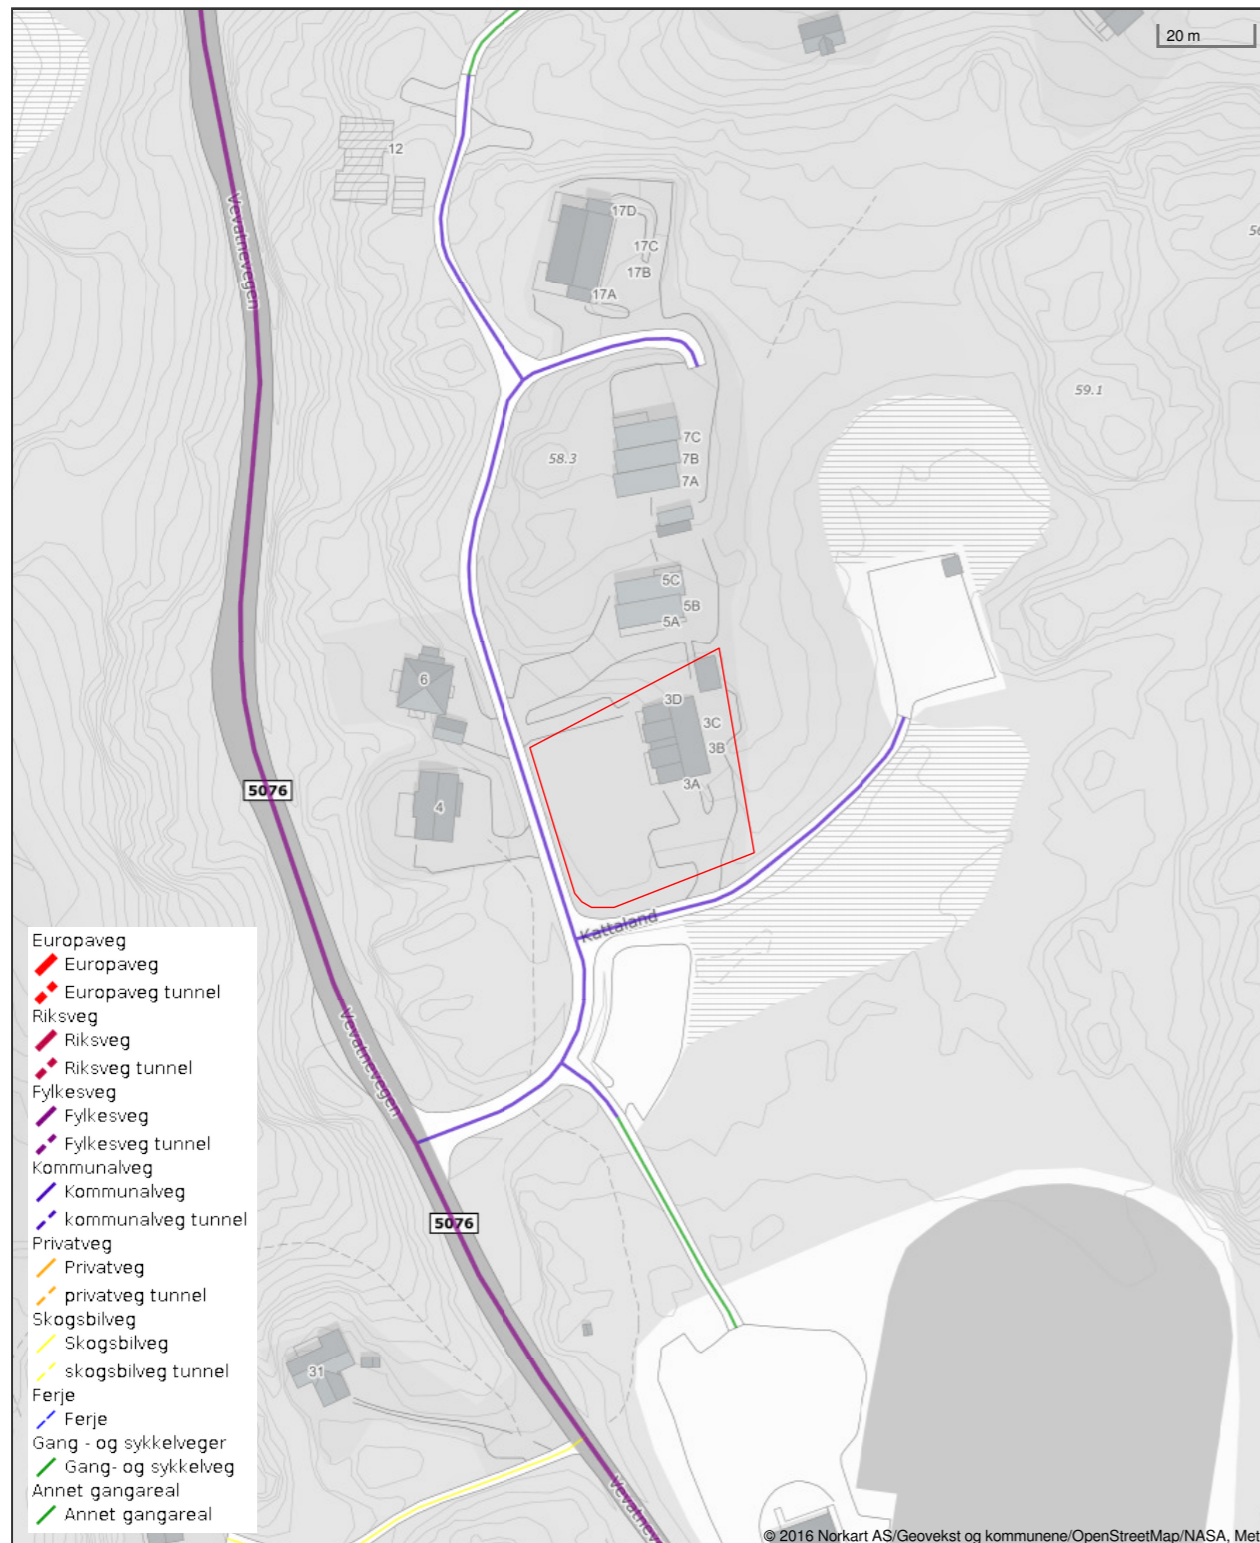 20 m
12
Vevatnevegen
17D
17C
17B
17A
59.1
58.3
7C
7B
7A
5C
5B
5A
6
3D
3C
3B
3A
5076
4
Kattaland
Vevatnevegen
5076
31
Vevatnev
Europaveg
Europaveg
Europaveg tunnel
Riksveg
Riksveg
Riksveg tunnel
Fylkesveg
Fylkesveg
Fylkesveg tunnel
Kommunalveg
Kommunalveg
kommunalveg tunnel
Privatveg
Privatveg
privatveg tunnel
Skogsbilveg
Skogsbilveg
skogsbilveg tunnel
Ferje
Ferje
Gang - og sykkelveger
Gang- og sykkelveg
Annet gangareal
Annet gangareal
© 2016 Norkart AS/Geovekst og kommunene/OpenStreetMap/NASA, Met